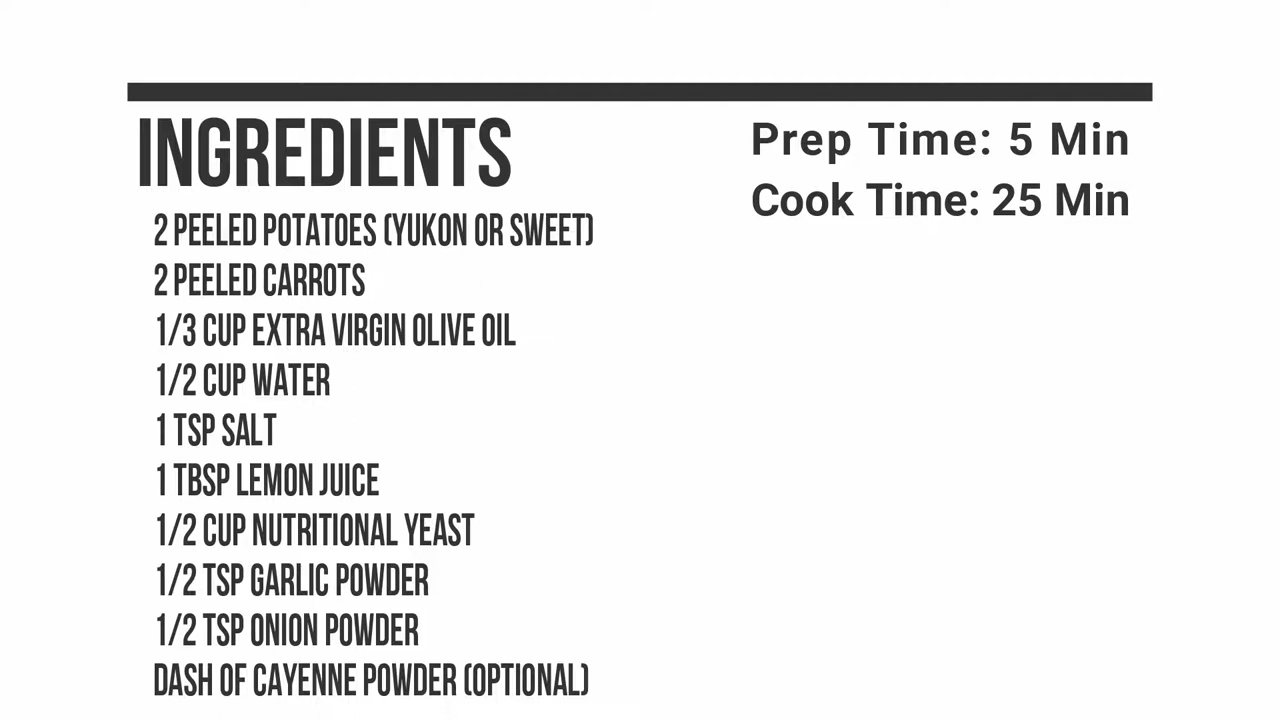 INGREDIENTS
Prep Time: 5 Min
Cook Time: 25 Min
2 PEELED POTATOES (YUKON OR SWEET)
2 PEELED CARROTS
1/3 CUP EXTRA VIRGIN OLIVE OIL
1/2 CUP WATER
1 TSP SALT
1 TBSP LEMON JUICE
1/2 CUP NUTRITIONAL YEAST
1/2 TSP GARLIC POWDER
1/2 TSP ONION POWDER
DASH OF CAYENNE POWDER (OPTIONAL)